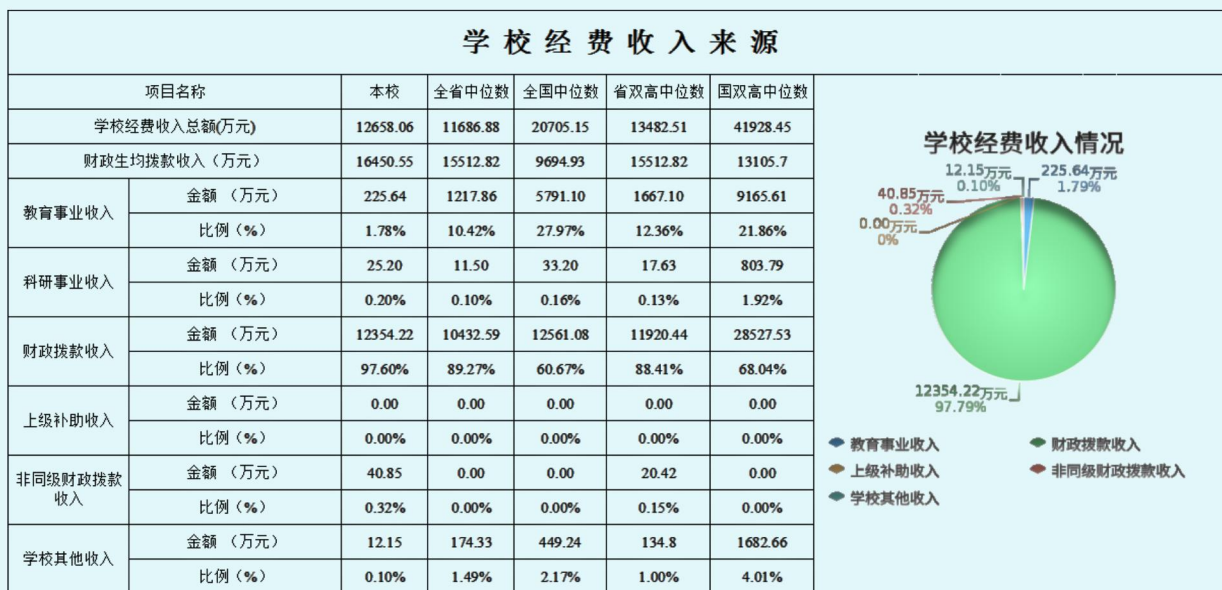 学校经费收入来源
项目名称 本校 全省中位数 全国中位数 省双高中位数 国双高中位数
学校经费收入总额(万元) 12658.06 11686.88 20705.15 13482.51 41928.45
财政生均拨款收入（万元） 16450.55 15512.82 9694.93 15512.82 13105.7
教育事业收入
金额 （万元） 225.64 1217.86 5791.10 1667.10 9165.61
比例（%） 1.78% 10.42% 27.97% 12.36% 21.86%
科研事业收入
金额 （万元） 25.20 11.50 33.20 17.63 803.79
比例（%） 0.20% 0.10% 0.16% 0.13% 1.92%
财政拨款收入
金额 （万元） 12354.22 10432.59 12561.08 11920.44 28527.53
比例（%） 97.60% 89.27% 60.67% 88.41% 68.04%
上级补助收入
金额 （万元） 0.00 0.00 0.00 0.00 0.00
比例（%） 0.00% 0.00% 0.00% 0.00% 0.00%
非同级财政拨款
收入
金额 （万元） 40.85 0.00 0.00 20.42 0.00
比例（%） 0.32% 0.00% 0.00% 0.15% 0.00%
学校其他收入
金额 （万元） 12.15 174.33 449.24 134.8 1682.66
比例（%） 0.10% 1.49% 2.17% 1.00% 4.01%
学校经费收入情况
12.15万元
0.10%
225.64万元
1.79%
40.85万元
0.32%
0.00万元
0%
12354.22万元
97.79%
教育事业收入 财政拨款收入
上级补助收入 非同级财政拨款收入
学校其他收入